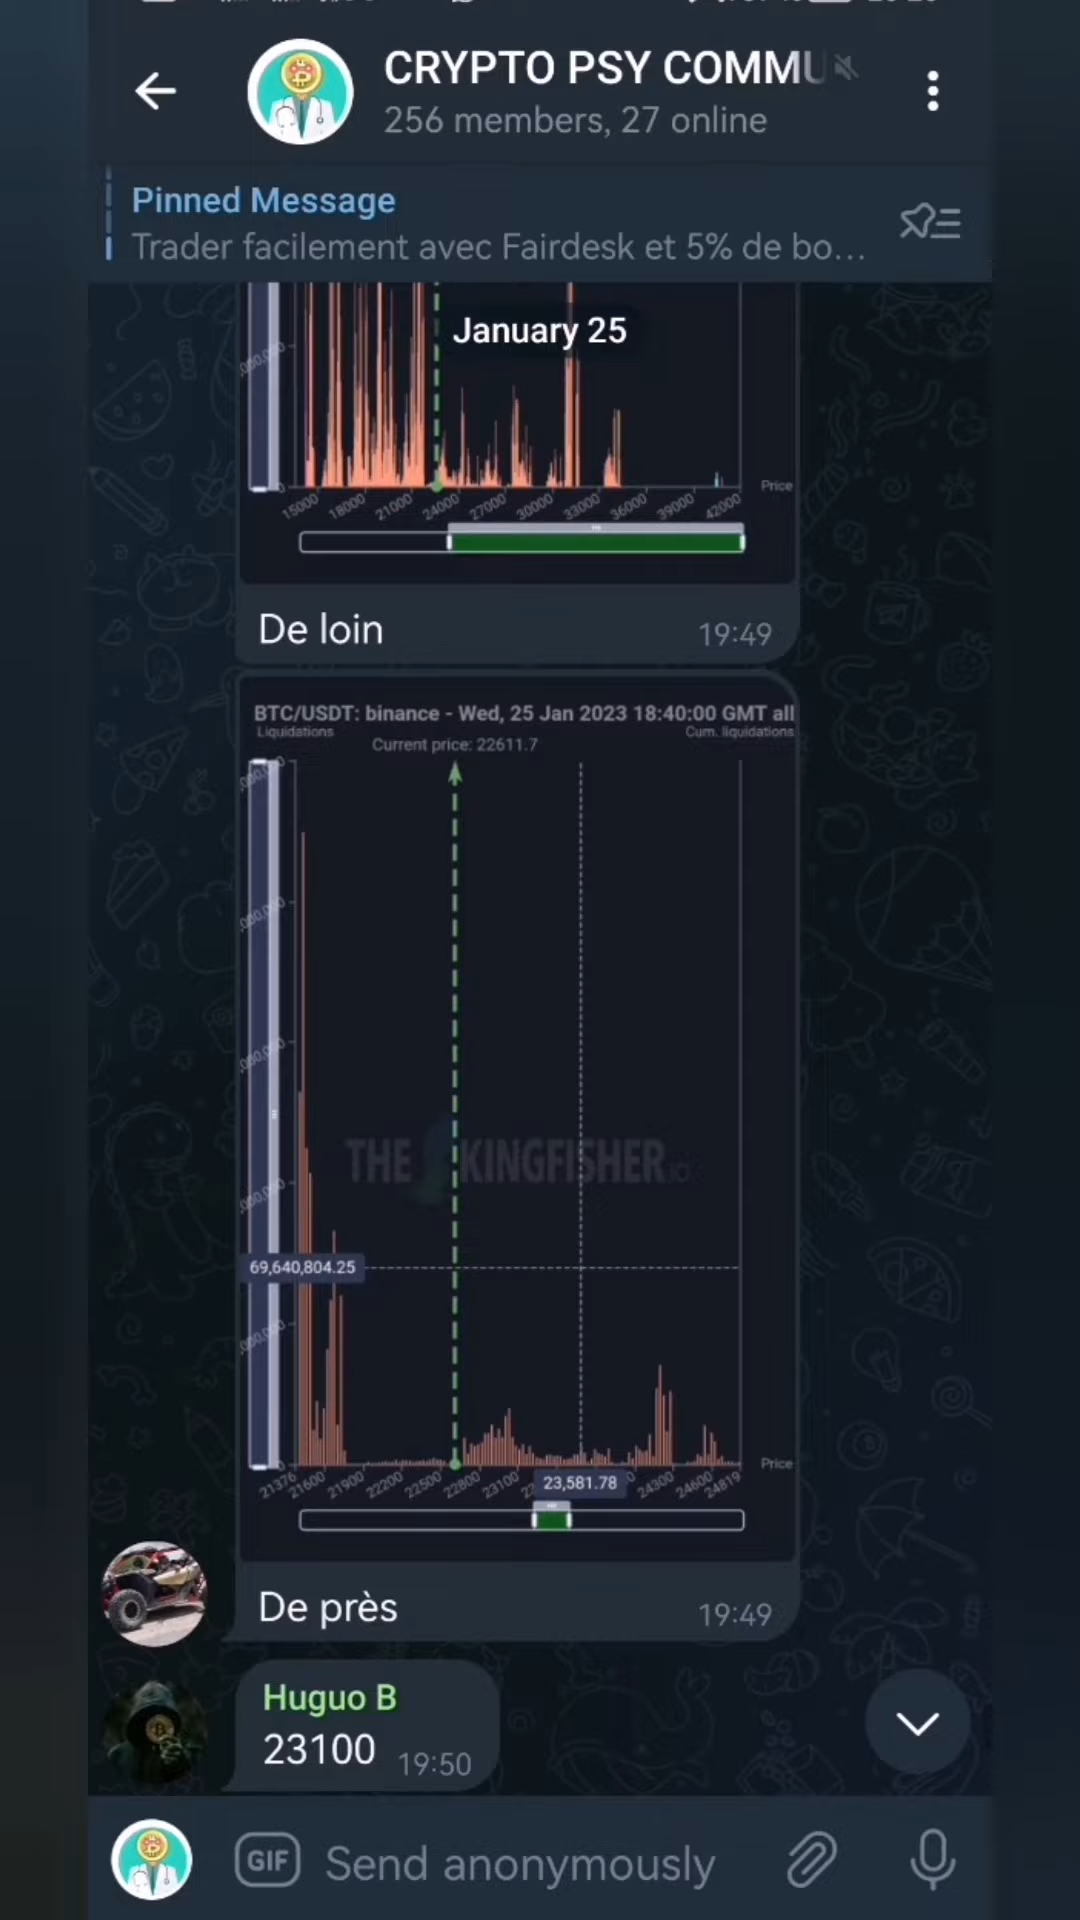 CRYPTO PSY COMMU
256 members, 27 online
Pinned Message
Trader facilement avec Fairdesk et 5% de bo...
January 25
Price
15000 18000 21000 24000 27000 30000 33000 36000 39000 42000
De loin
19:49
BTC/USDT: binance - Wed, 25 Jan 2023 18:40:00 GMT all
Liquidations
Cum. liquidations
Current price: 22611.7
THE KINGFISHER.IO
69,640,804.25
Price
21376 21600 21900 22200 22500 22800 23100 23,581.78 24300 24600 24819
De près
19:49
Huguo B
23100 19:50
GIF Send anonymously